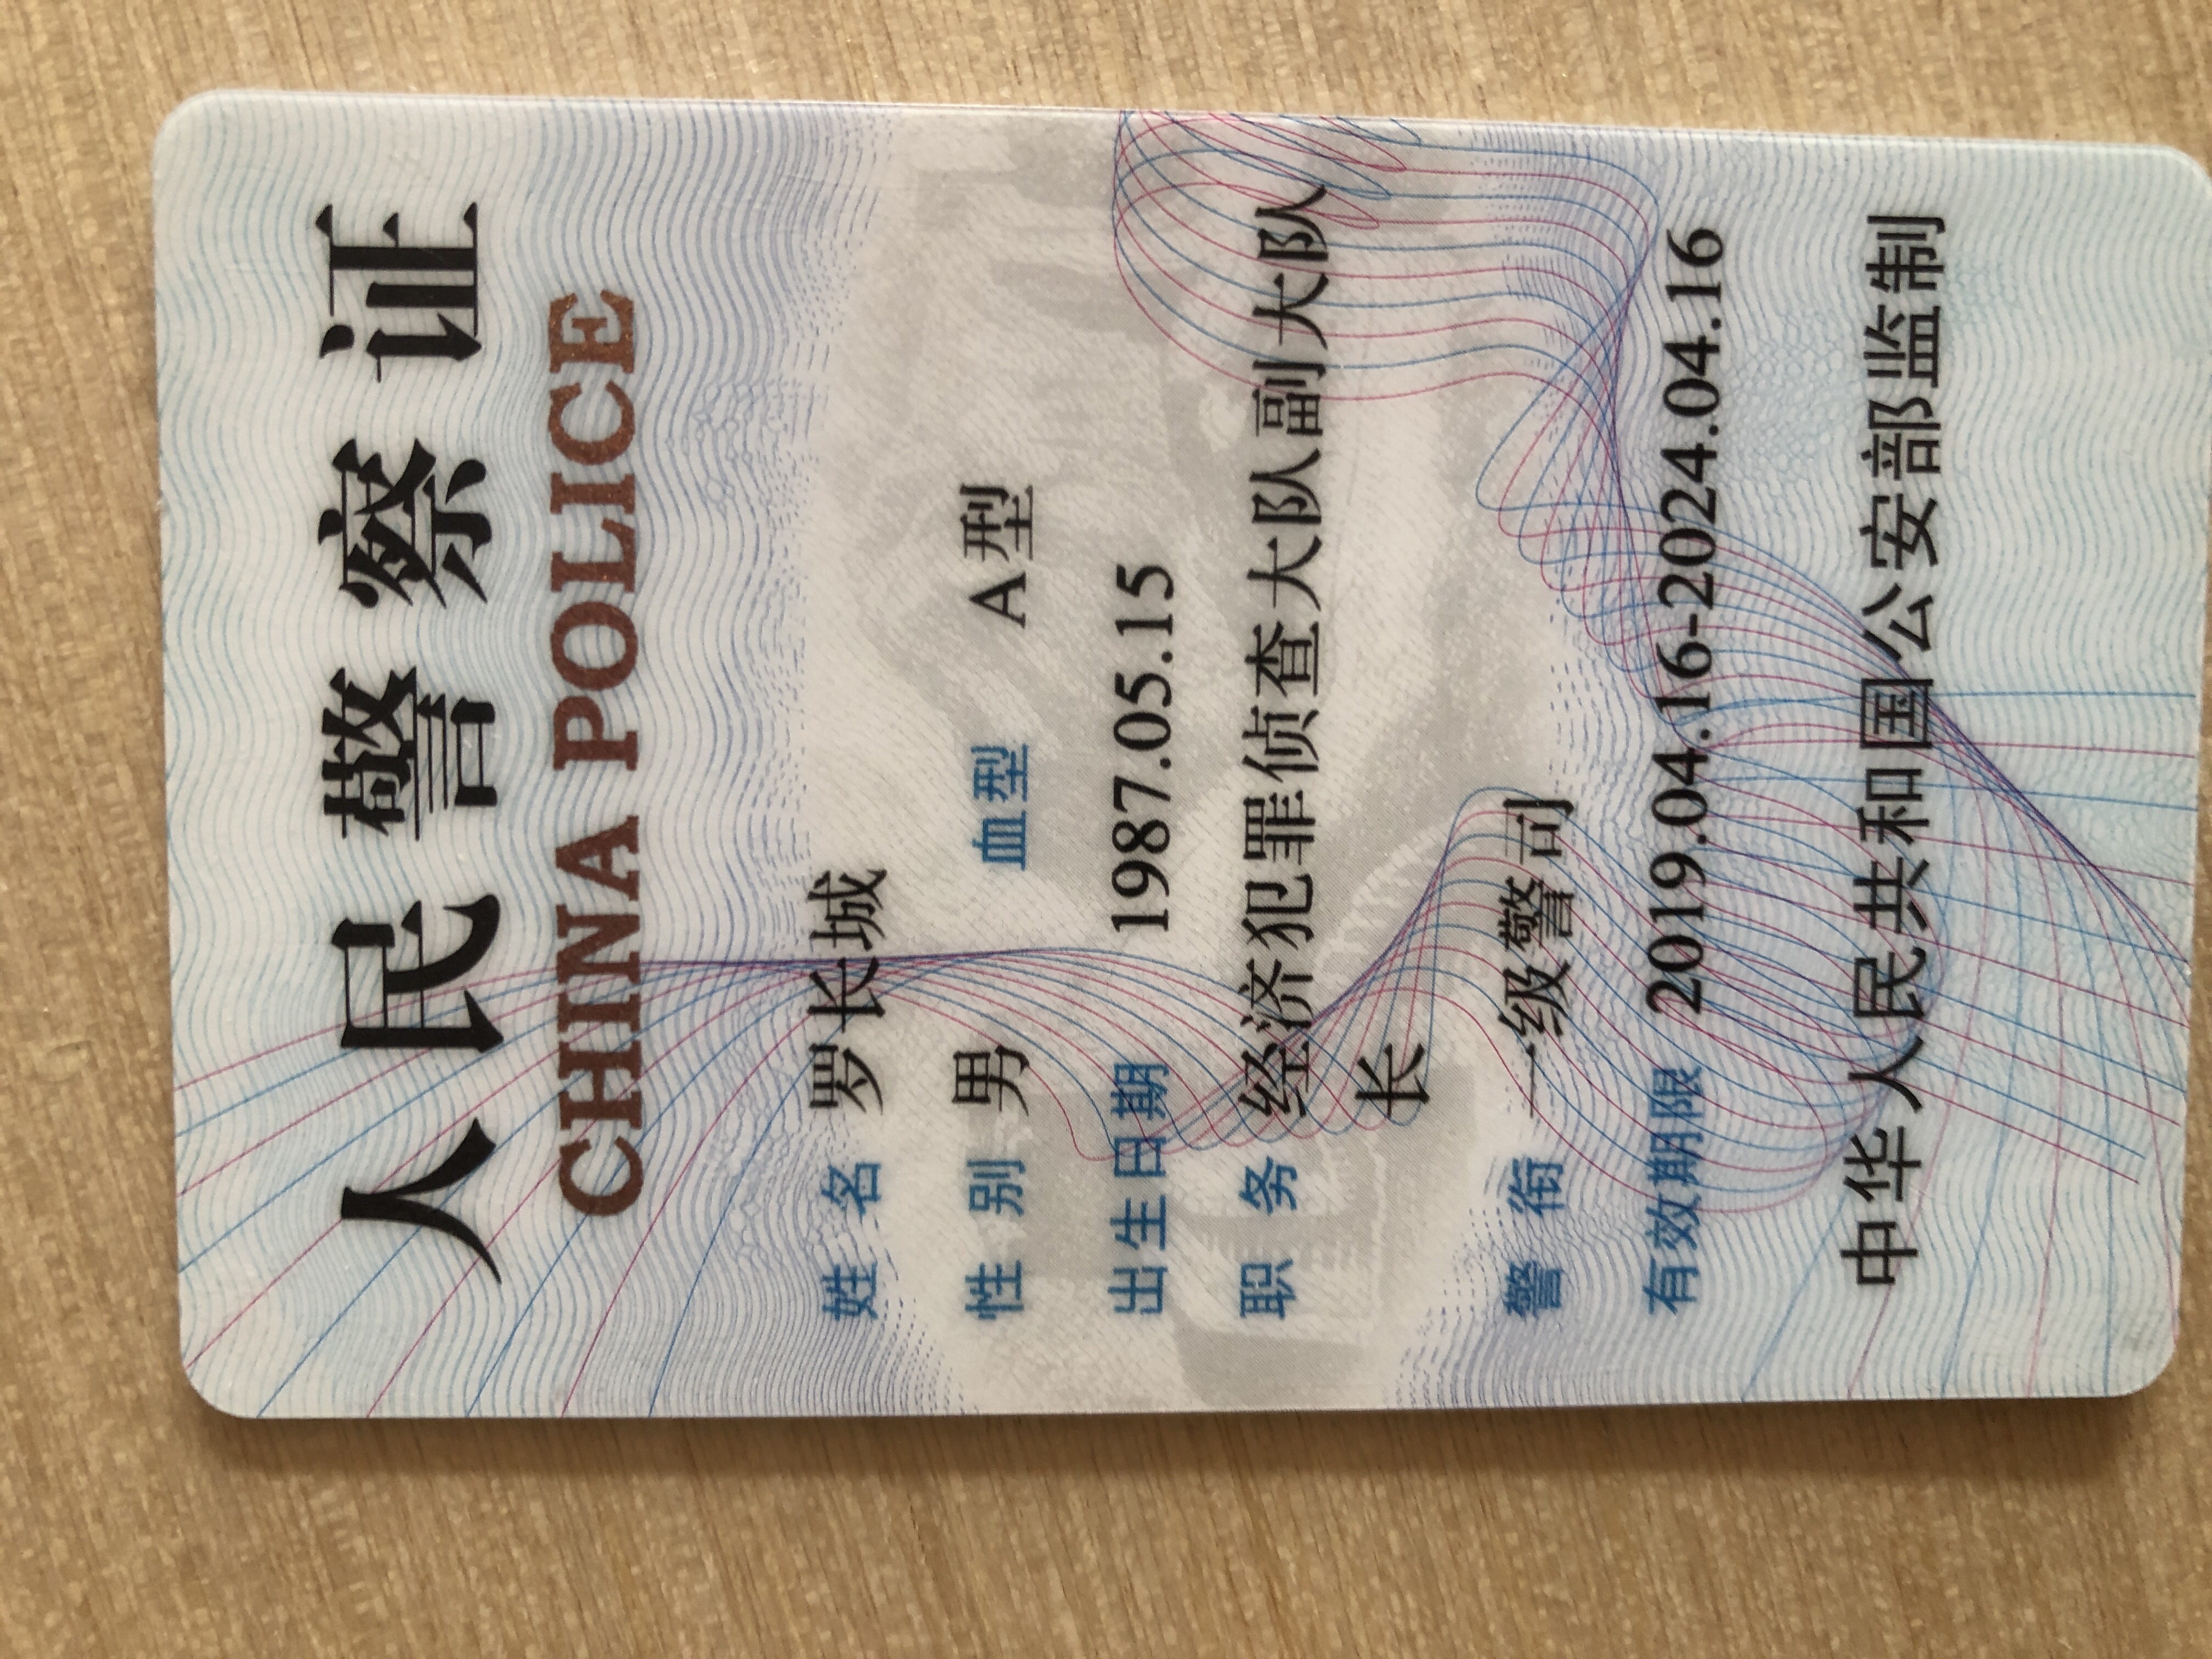 人民警察证
CHINA POLICE
姓名 罗长城
性别 男 血型 A型
出生日期 1987.05.15
职务 经济犯罪侦查大队副大队
长
警衔 一级警司
有效期限 2019.04.16-2024.04.16
中华人民共和国公安部监制